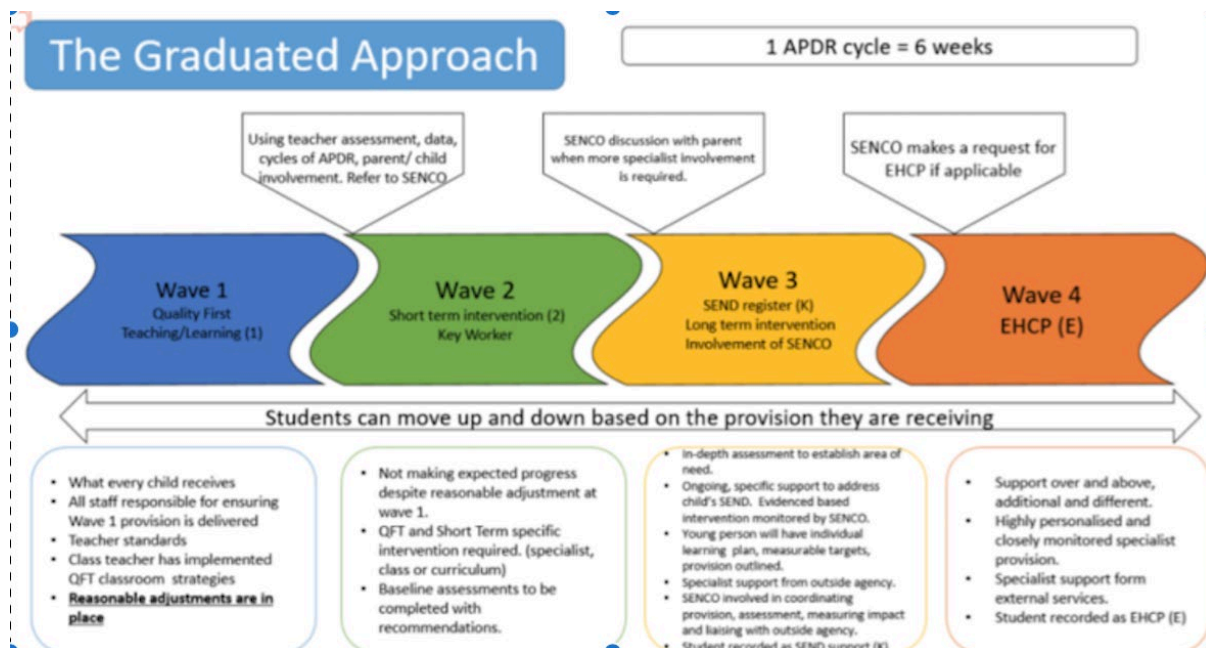 The Graduated Approach
1 APDR cycle = 6 weeks
Using teacher assessment, data,
cycles of APDR, parent/ child
involvement. Refer to SENCO
SENCO discussion with parent
when more specialist involvement
is required.
SENCO makes a request for
EHCP if applicable
Wave 1
Quality First
Teaching/Learning (1)
Wave 2
Short term intervention (2)
Key Worker
Wave 3
SEND register (K)
Long term intervention
Involvement of SENCO
Wave 4
EHCP (E)
Students can move up and down based on the provision they are receiving
• What every child receives
• All staff responsible for ensuring
Wave 1 provision is delivered
• Teacher standards
• Class teacher has implemented
QFT classroom strategies
• Reasonable adjustments are in
place
• Not making expected progress
despite reasonable adjustment at
wave 1.
• QFT and Short Term specific
intervention required. (specialist,
class or curriculum)
• Baseline assessments to be
completed with
recommendations.
• In-depth assessment to establish area of
need.
• Ongoing, specific support to address
child's SEND. Evidenced based
intervention monitored by SENCO.
• Young person will have individual
learning plan, measurable targets,
provision outlined.
• Specialist support from outside agency.
• SENCO involved in coordinating
provision, assessment, measuring impact
and liaising with outside agency.
• Student recorded as SEND support (K)
• Support over and above,
additional and different.
• Highly personalised and
closely monitored specialist
provision.
• Specialist support form
external services.
• Student recorded as EHCP (E)